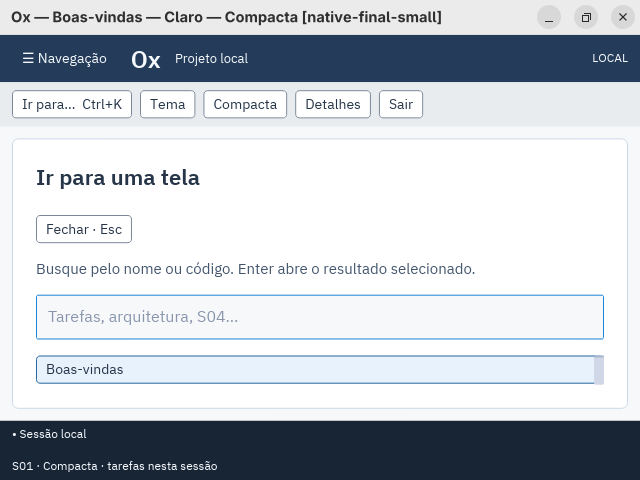 Ox — Boas-vindas — Claro — Compacta [native-final-small]
☰ Navegação Ox Projeto local LOCAL
Ir para... Ctrl+K Tema Compacta Detalhes Sair
Ir para uma tela
Fechar · Esc
Busque pelo nome ou código. Enter abre o resultado selecionado.
Tarefas, arquitetura, S04...
Boas-vindas
• Sessão local
S01 · Compacta · tarefas nesta sessão